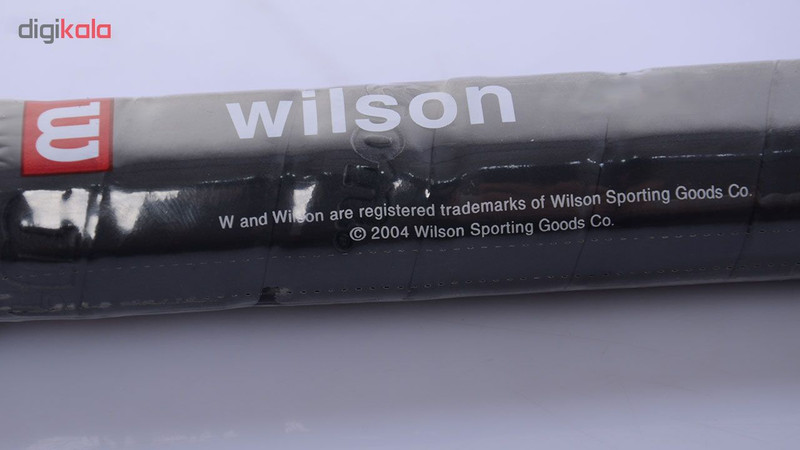 digikala
W wilson
W and Wilson are registered trademarks of Wilson Sporting Goods Co.
© 2004 Wilson Sporting Goods Co.